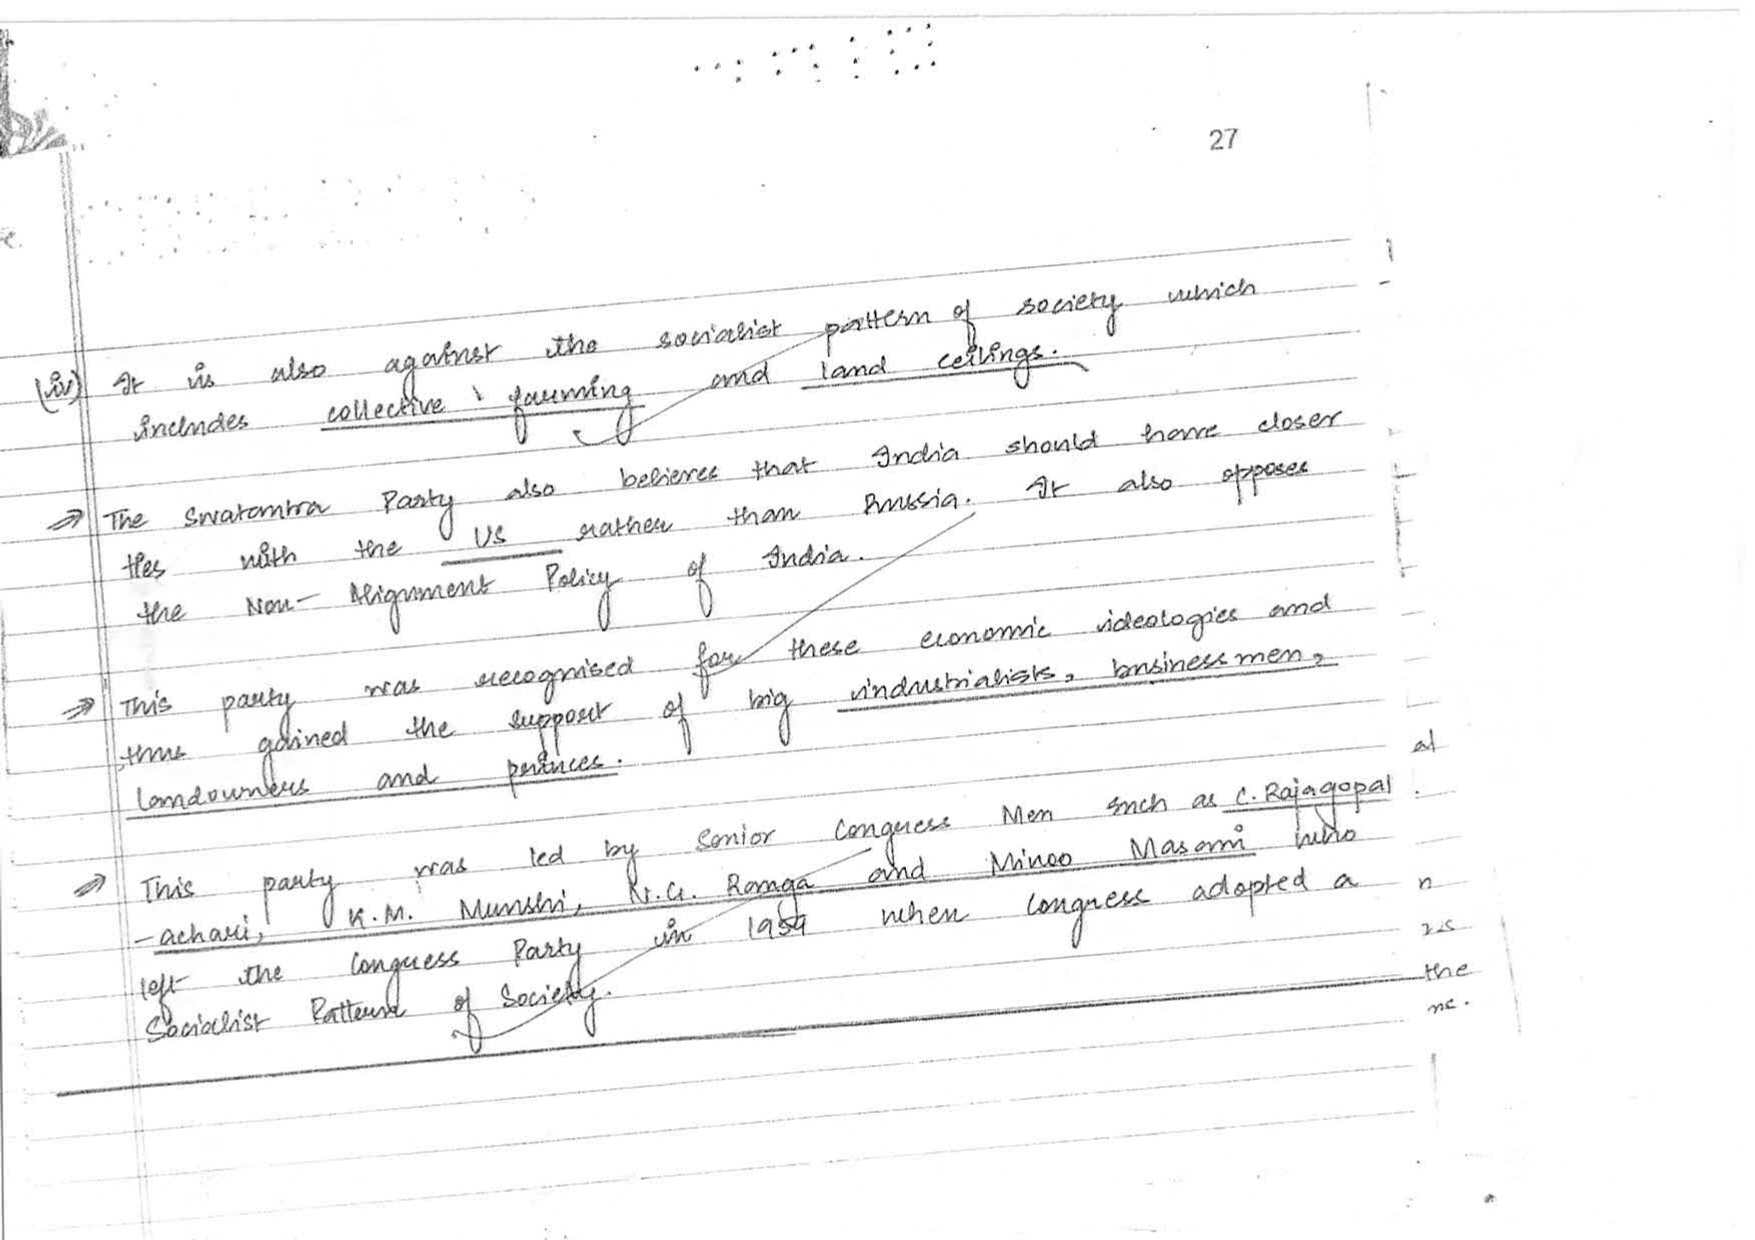 27
(iv) It is also against the socialist pattern of society which
includes collective farming and land ceilings.
⇒ The Swatantra Party also believes that India should have closer
ties with the US rather than Russia. It also opposes
the Non-Alignment Policy of India.
⇒ This party was recognised for these economic ideologies and
thus gained the support of big industrialists, businessmen,
landowners and princes.
⇒ This party was led by Senior Congress Men such as C. Rajagopal
-achari, K.M. Munshi, N.G. Ranga and Minoo Masani who
left the Congress Party in 1959 when Congress adopted a
Socialist Pattern of Society.
al
n
the